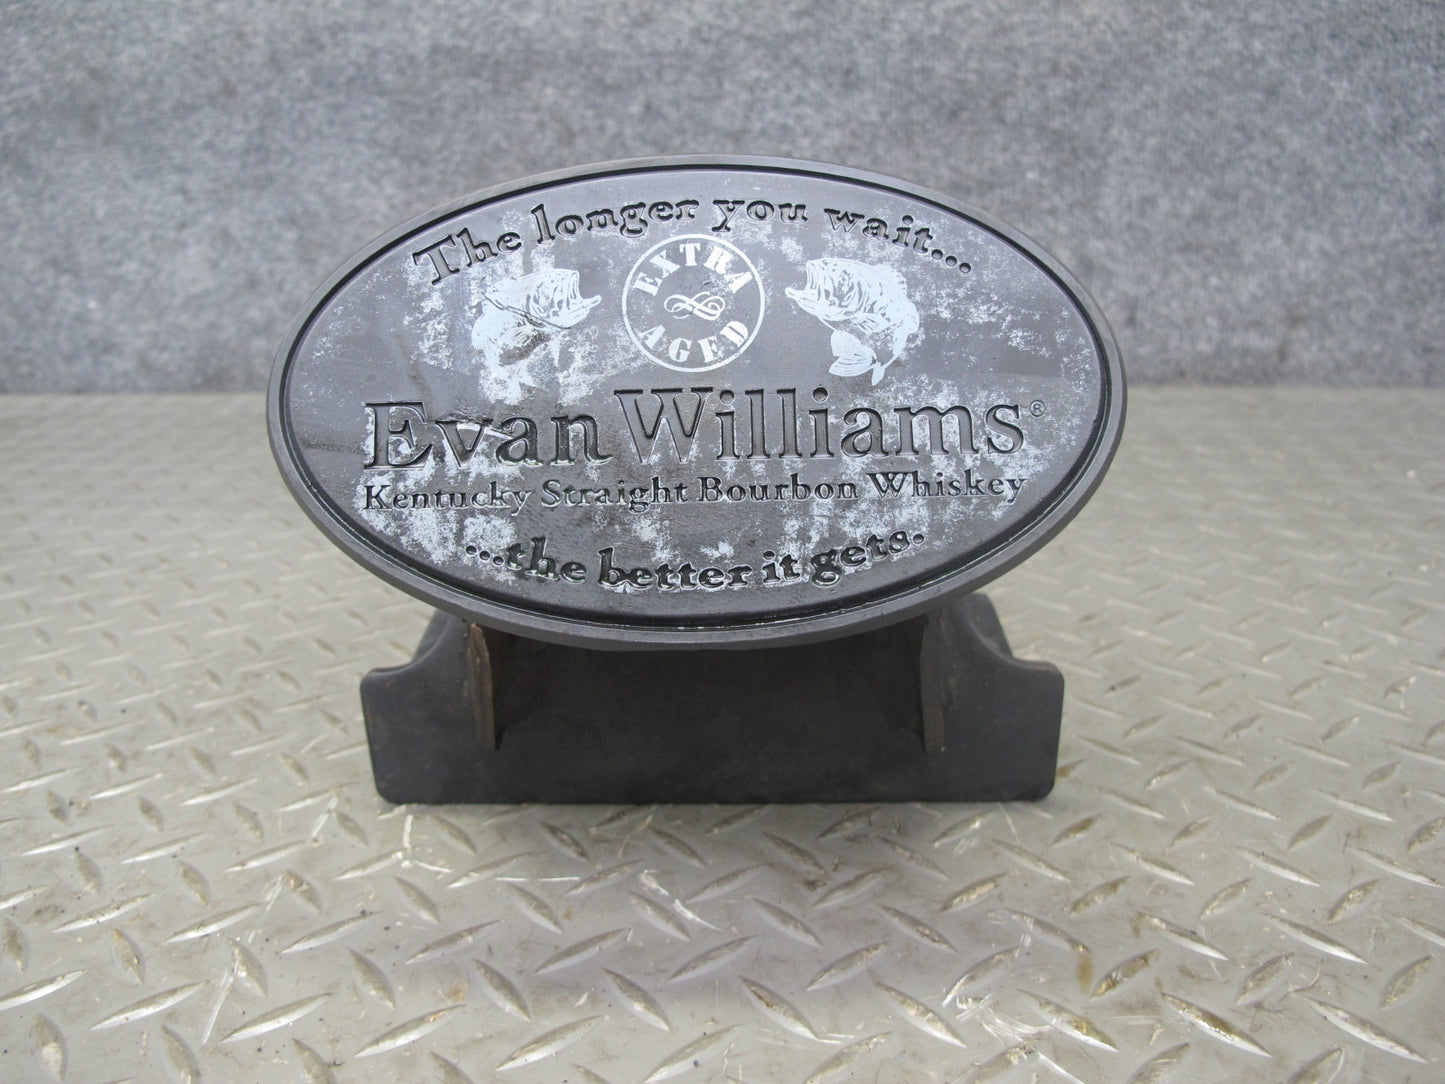 The longer you wait...
EXTRA
AGED
Evan Williams®
Kentucky Straight Bourbon Whiskey
...the better it gets.